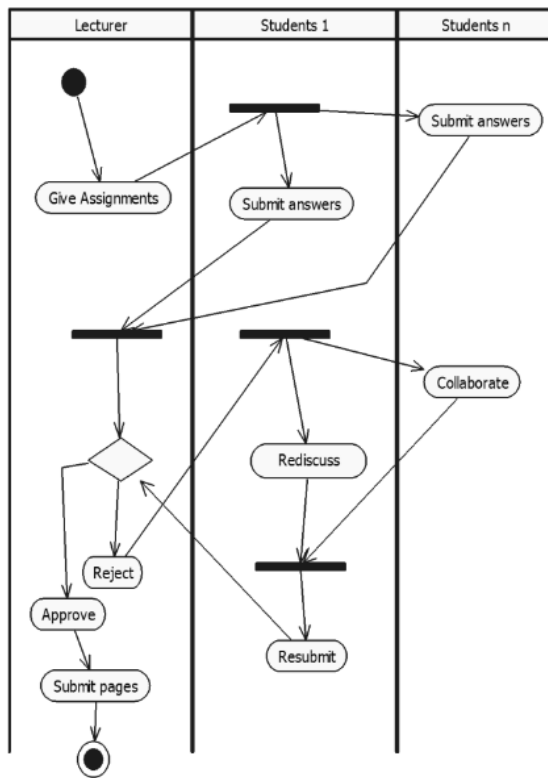 Lecturer
Students 1
Students n
Submit answers
Give Assignments
Submit answers
Collaborate
Rediscuss
Reject
Approve
Resubmit
Submit pages